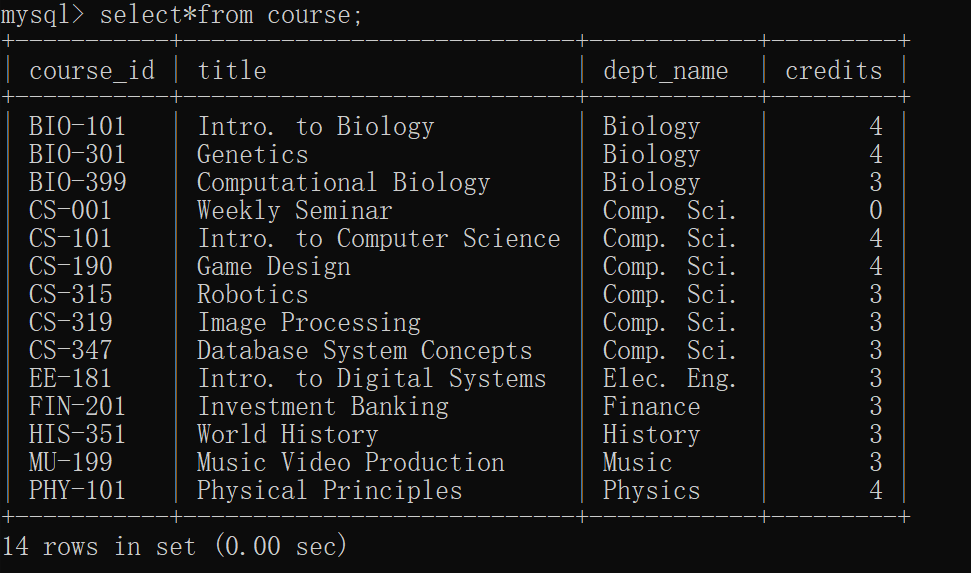 mysql> select*from course;
+-----------+----------------------------+-------------+---------+
| course_id | title                      | dept_name   | credits |
+-----------+----------------------------+-------------+---------+
| BIO-101   | Intro. to Biology          | Biology     |       4 |
| BIO-301   | Genetics                   | Biology     |       4 |
| BIO-399   | Computational Biology      | Biology     |       3 |
| CS-001    | Weekly Seminar             | Comp. Sci.  |       0 |
| CS-101    | Intro. to Computer Science | Comp. Sci.  |       4 |
| CS-190    | Game Design                | Comp. Sci.  |       4 |
| CS-315    | Robotics                   | Comp. Sci.  |       3 |
| CS-319    | Image Processing           | Comp. Sci.  |       3 |
| CS-347    | Database System Concepts   | Comp. Sci.  |       3 |
| EE-181    | Intro. to Digital Systems  | Elec. Eng.  |       3 |
| FIN-201   | Investment Banking         | Finance     |       3 |
| HIS-351   | World History              | History     |       3 |
| MU-199    | Music Video Production     | Music       |       3 |
| PHY-101   | Physical Principles        | Physics     |       4 |
+-----------+----------------------------+-------------+---------+
14 rows in set (0.00 sec)